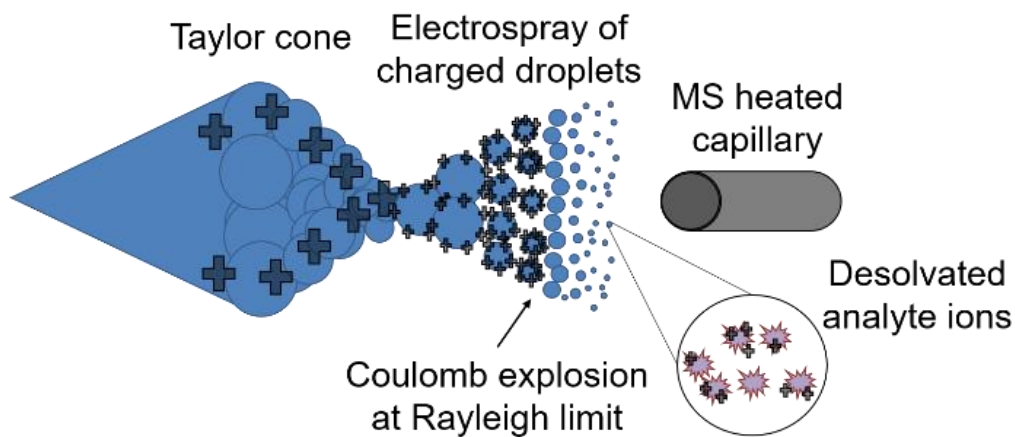 Taylor cone
Electrospray of
charged droplets
MS heated
capillary
Desolvated
analyte ions
Coulomb explosion
at Rayleigh limit